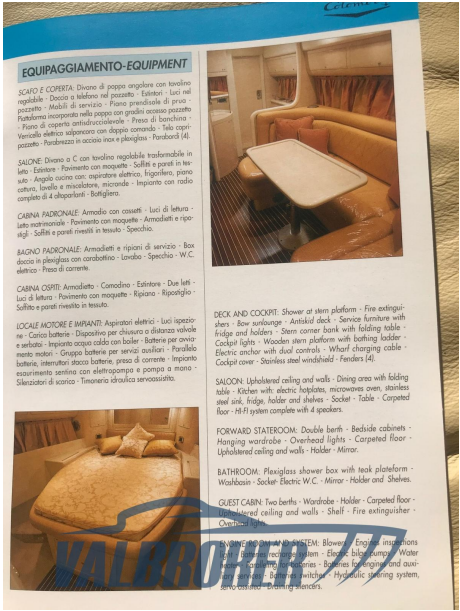 Colombo
EQUIPAGGIAMENTO-EQUIPMENT
SCAFO E COPERTA: Divano di poppa angolare con tavolino
regolabile - Doccia a telefono nel pozzetto - Estintori - Luci nel
pozzetto - Mobili di servizio - Piano prendisole di prua -
Piattaforma incorporata nella poppa con gradini accesso pozzetto
- Piano di coperta antisdrucciolevole - Presa di banchina -
Verricello elettrico salpancora con doppio comando - Telo copri-
pozzetto - Parabrezza in acciaio inox e plexiglass - Parabordi (4).
SALONE: Divano a C con tavolino regolabile trasformabile in
letto - Estintore - Pavimento con moquette - Soffitti e pareti in tes-
suto - Angolo cucina con: aspiratore elettrico, frigorifero, piano
cottura, lavello e miscelatore, micronde - Impianto con radio
completo di 4 altoparlanti - Bottigliera.
CABINA PADRONALE: Armadio con cassetti - Luci di lettura -
Letto matrimoniale - Pavimento con moquette - Armadietti e ripo-
stigli - Soffitti e pareti rivestiti in tessuto - Specchio.
BAGNO PADRONALE: Armadietti e ripiani di servizio - Box
doccia in plexiglass con carabottino - Lavabo - Specchio - W.C.
elettrico - Presa di corrente.
CABINA OSPITI: Armadietto - Comodina - Estintore - Due letti -
Luci di lettura - Pavimento con moquette - Ripiano - Ripostiglio -
Soffitto e pareti rivestiti in tessuto.
LOCALE MOTORE E IMPIANTI: Aspiratori elettrici - Luci ispezio-
ne - Carica batterie - Dispositivo per chiusura a distanza valvole
e serbatoi - Impianto acqua calda con boiler - Batterie per avvia-
mento motori - Gruppo batterie per servizi ausiliari - Parallelo
batterie, interruttori stacca batterie, presa di corrente - Impianto
esaurimento sentina con elettropompa e pompa a mano -
Silenziatori di scarico - Timoneria idraulica servoassistita.
DECK AND COCKPIT: Shower at stern platform - Fire extingui-
shers - Bow sunlounge - Antiskid deck - Service furniture with
fridge and holders - Stern corner bank with folding table -
Cockpit lights - Wooden stern platform with bathing ladder -
Electric anchor with dual controls - Wharf charging cable -
Cockpit cover - Stainless steel windshield - Fenders (4).
SALOON: Upholstered ceiling and walls - Dining area with folding
table - Kitchen with: electric hotplates, microwaves oven, stainless
steel sink, fridge, holder and shelves - Socket - Table - Carpeted
floor - HI-FI system complete with 4 speakers.
FORWARD STATEROOM: Double berth - Bedside cabinets -
Hanging wardrobe - Overhead lights - Carpeted floor -
Upholstered ceiling and walls - Holder - Mirror.
BATHROOM: Plexiglass shower box with teak plateform -
Washbasin - Socket- Electric W.C. - Mirror - Holder and Shelves.
GUEST CABIN: Two berths - Wardrobe - Holder - Carpeted floor -
Upholstered ceiling and walls - Shelf - Fire extinguisher -
Overhead lights.
ENGINE ROOM AND SYSTEM: Blowers - Engines inspections
light - Batteries recharge system - Electric bilge pumps - Water
heater - Paralleling for batteries - Batteries for engines and auxi-
liary services - Batteries switches - Hydraulic steering system,
servo assisted - Draining silencers.
VALBROKER